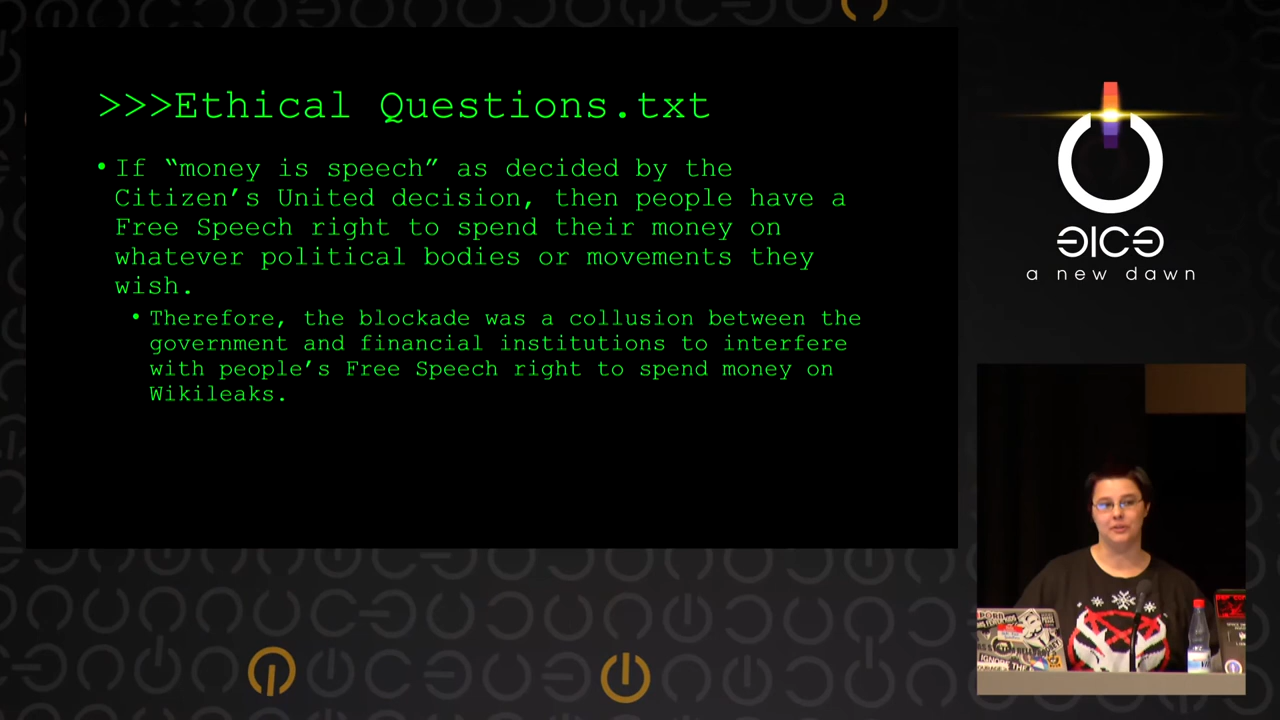 >>>Ethical Questions.txt
• If “money is speech” as decided by the
Citizen’s United decision, then people have a
Free Speech right to spend their money on
whatever political bodies or movements they
wish.
• Therefore, the blockade was a collusion between the
government and financial institutions to interfere
with people’s Free Speech right to spend money on
Wikileaks.
a new dawn
IGNORE THE